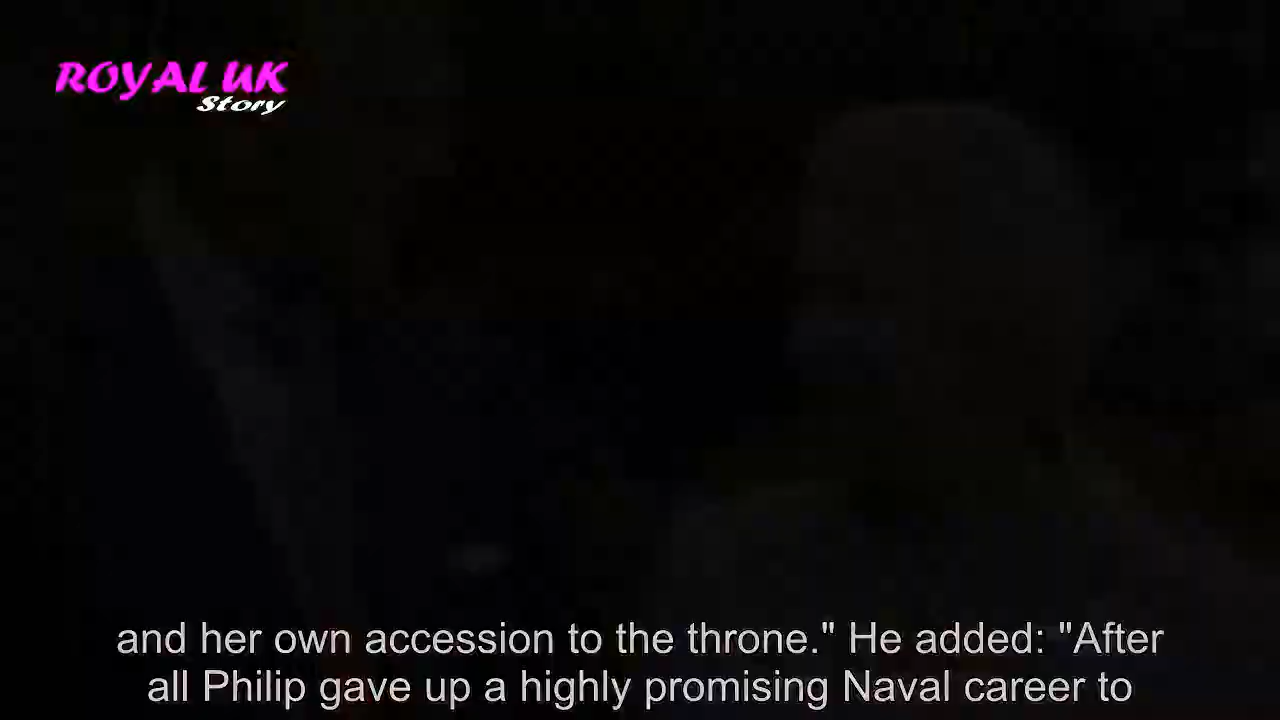 ROYAL UK
Story
and her own accession to the throne." He added: "After
all Philip gave up a highly promising Naval career to